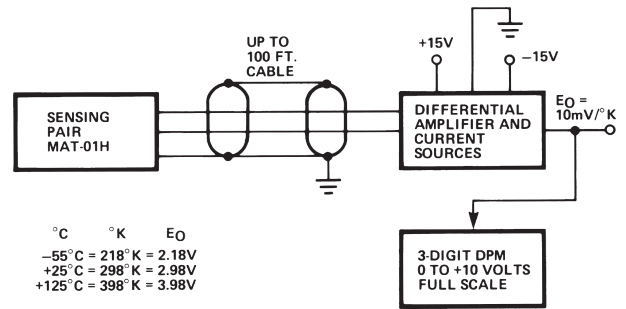 UP TO
100 FT.
CABLE
+15V
−15V
SENSING
PAIR
MAT-01H
DIFFERENTIAL
AMPLIFIER AND
CURRENT
SOURCES
EO =
10mV/°K
°C °K EO
−55°C = 218°K = 2.18V
+25°C = 298°K = 2.98V
+125°C = 398°K = 3.98V
3-DIGIT DPM
0 TO +10 VOLTS
FULL SCALE